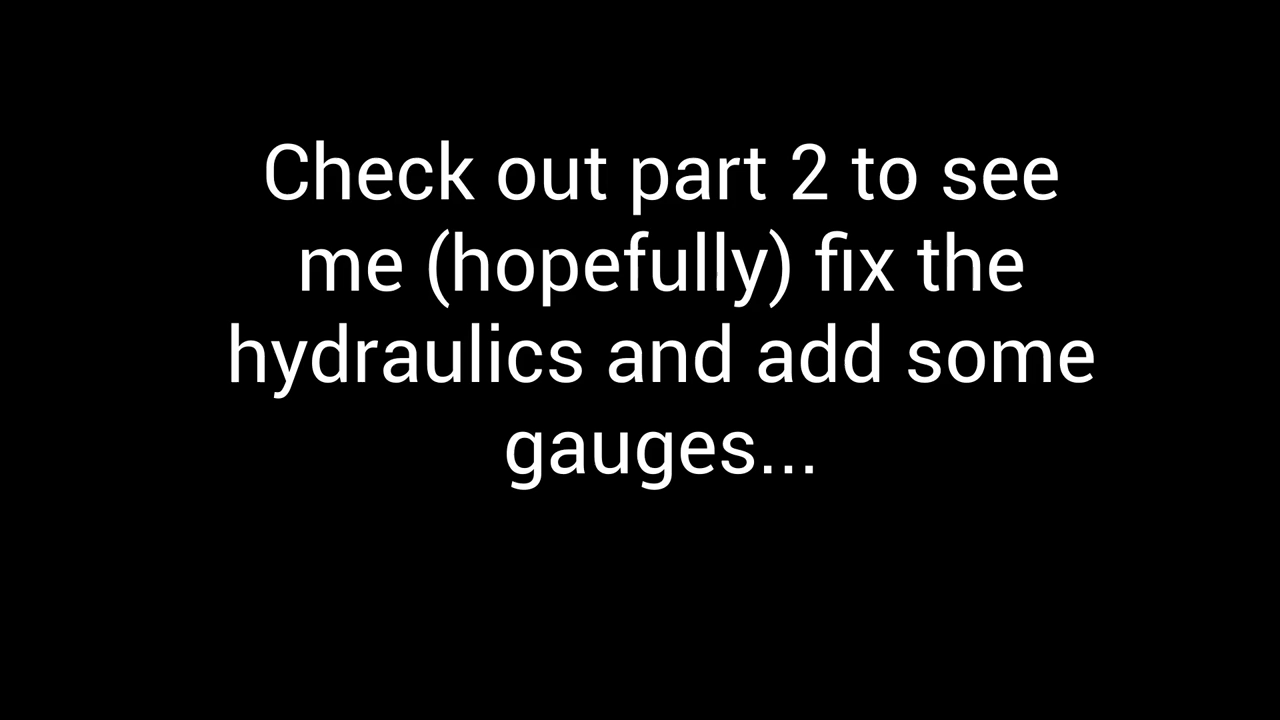 Check out part 2 to see
me (hopefully) fix the
hydraulics and add some
gauges...